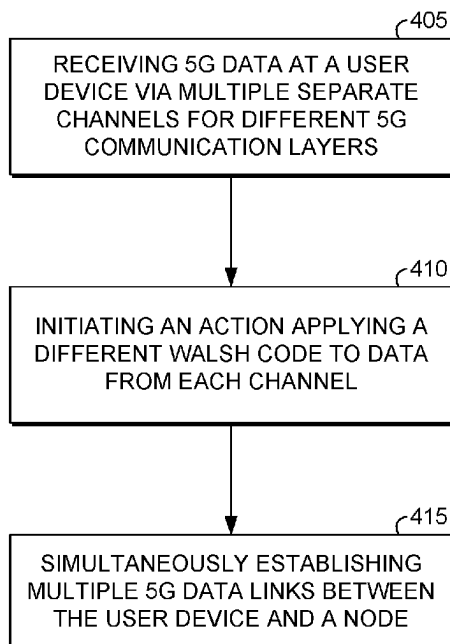 405
RECEIVING 5G DATA AT A USER
DEVICE VIA MULTIPLE SEPARATE
CHANNELS FOR DIFFERENT 5G
COMMUNICATION LAYERS
410
INITIATING AN ACTION APPLYING A
DIFFERENT WALSH CODE TO DATA
FROM EACH CHANNEL
415
SIMULTANEOUSLY ESTABLISHING
MULTIPLE 5G DATA LINKS BETWEEN
THE USER DEVICE AND A NODE